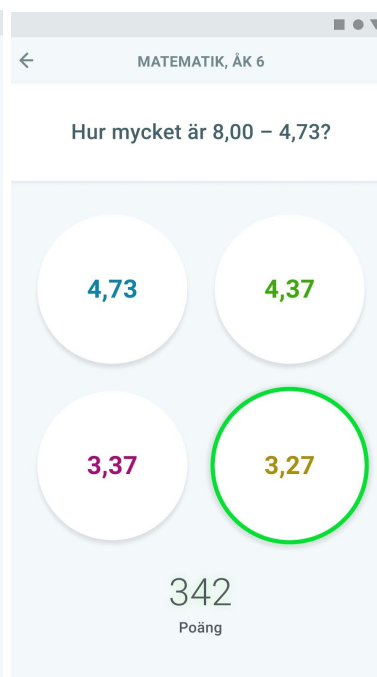 MATEMATIK, ÅK 6
Hur mycket är 8,00 – 4,73?
4,73
4,37
3,37
3,27
342
Poäng